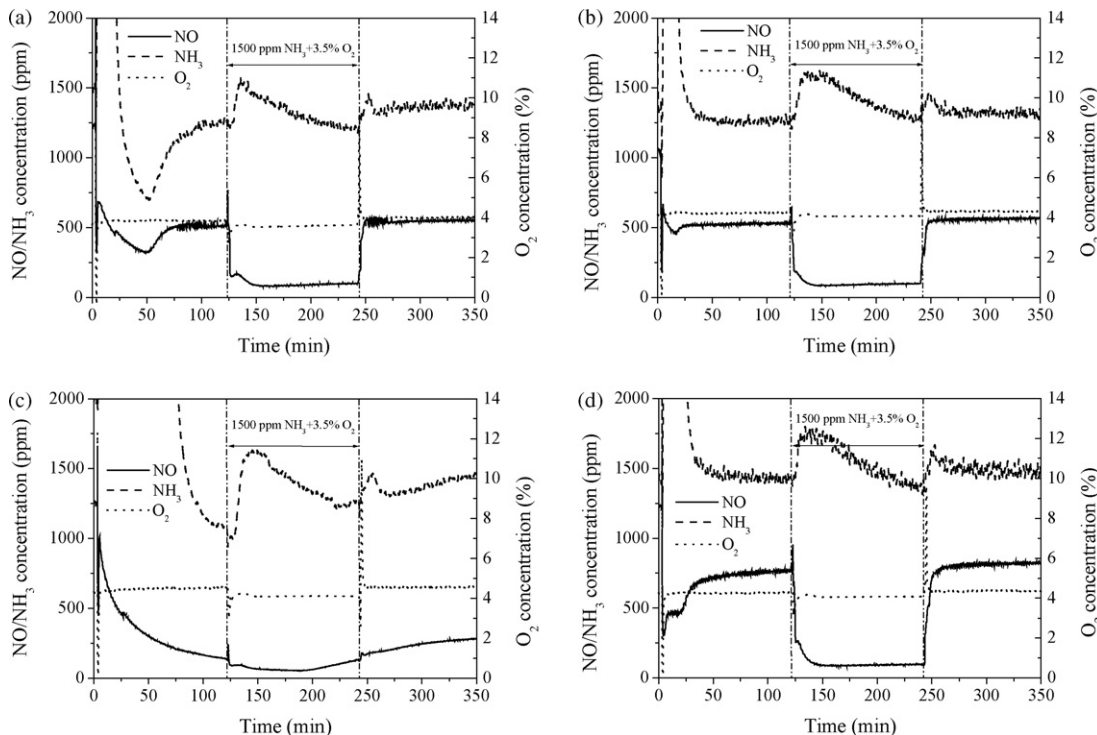 (a)
2000
1500
1000
500
0
NO/NH₃ concentration (ppm)
NO
NH₃
O₂
1500 ppm NH₃+3.5% O₂
14
12
10
8
6
4
2
0
O₂ concentration (%)
0 50 100 150 200 250 300 350
Time (min)
(b)
2000
1500
1000
500
0
NO/NH₃ concentration (ppm)
NO
NH₃
O₂
1500 ppm NH₃+3.5% O₂
14
12
10
8
6
4
2
0
O₂ concentration (%)
0 50 100 150 200 250 300 350
Time (min)
(c)
2000
1500
1000
500
0
NO/NH₃ concentration (ppm)
NO
NH₃
O₂
1500 ppm NH₃+3.5% O₂
14
12
10
8
6
4
2
0
O₂ concentration (%)
0 50 100 150 200 250 300 350
Time (min)
(d)
2000
1500
1000
500
0
NO/NH₃ concentration (ppm)
NO
NH₃
O₂
1500 ppm NH₃+3.5% O₂
14
12
10
8
6
4
2
0
O₂ concentration (%)
0 50 100 150 200 250 300 350
Time (min)